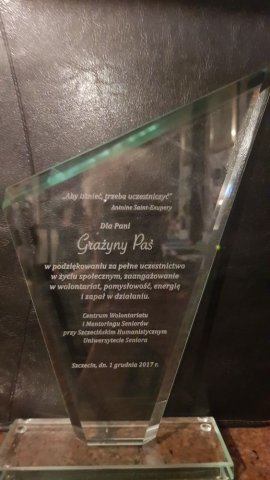 „Aby istnieć, trzeba uczestniczyć"
Antoine Saint-Exupery
Dla Pani
Grażyny Paś
w podziękowaniu za pełne uczestnictwo
w życiu społecznym, zaangażowanie
w wolontariat, pomysłowość, energię
i zapał w działaniu.
Centrum Wolontariatu
i Mentoringu Seniorów
przy Szczecińskim Humanistycznym
Uniwersytecie Seniora
Szczecin, dn. 1 grudnia 2017 r.